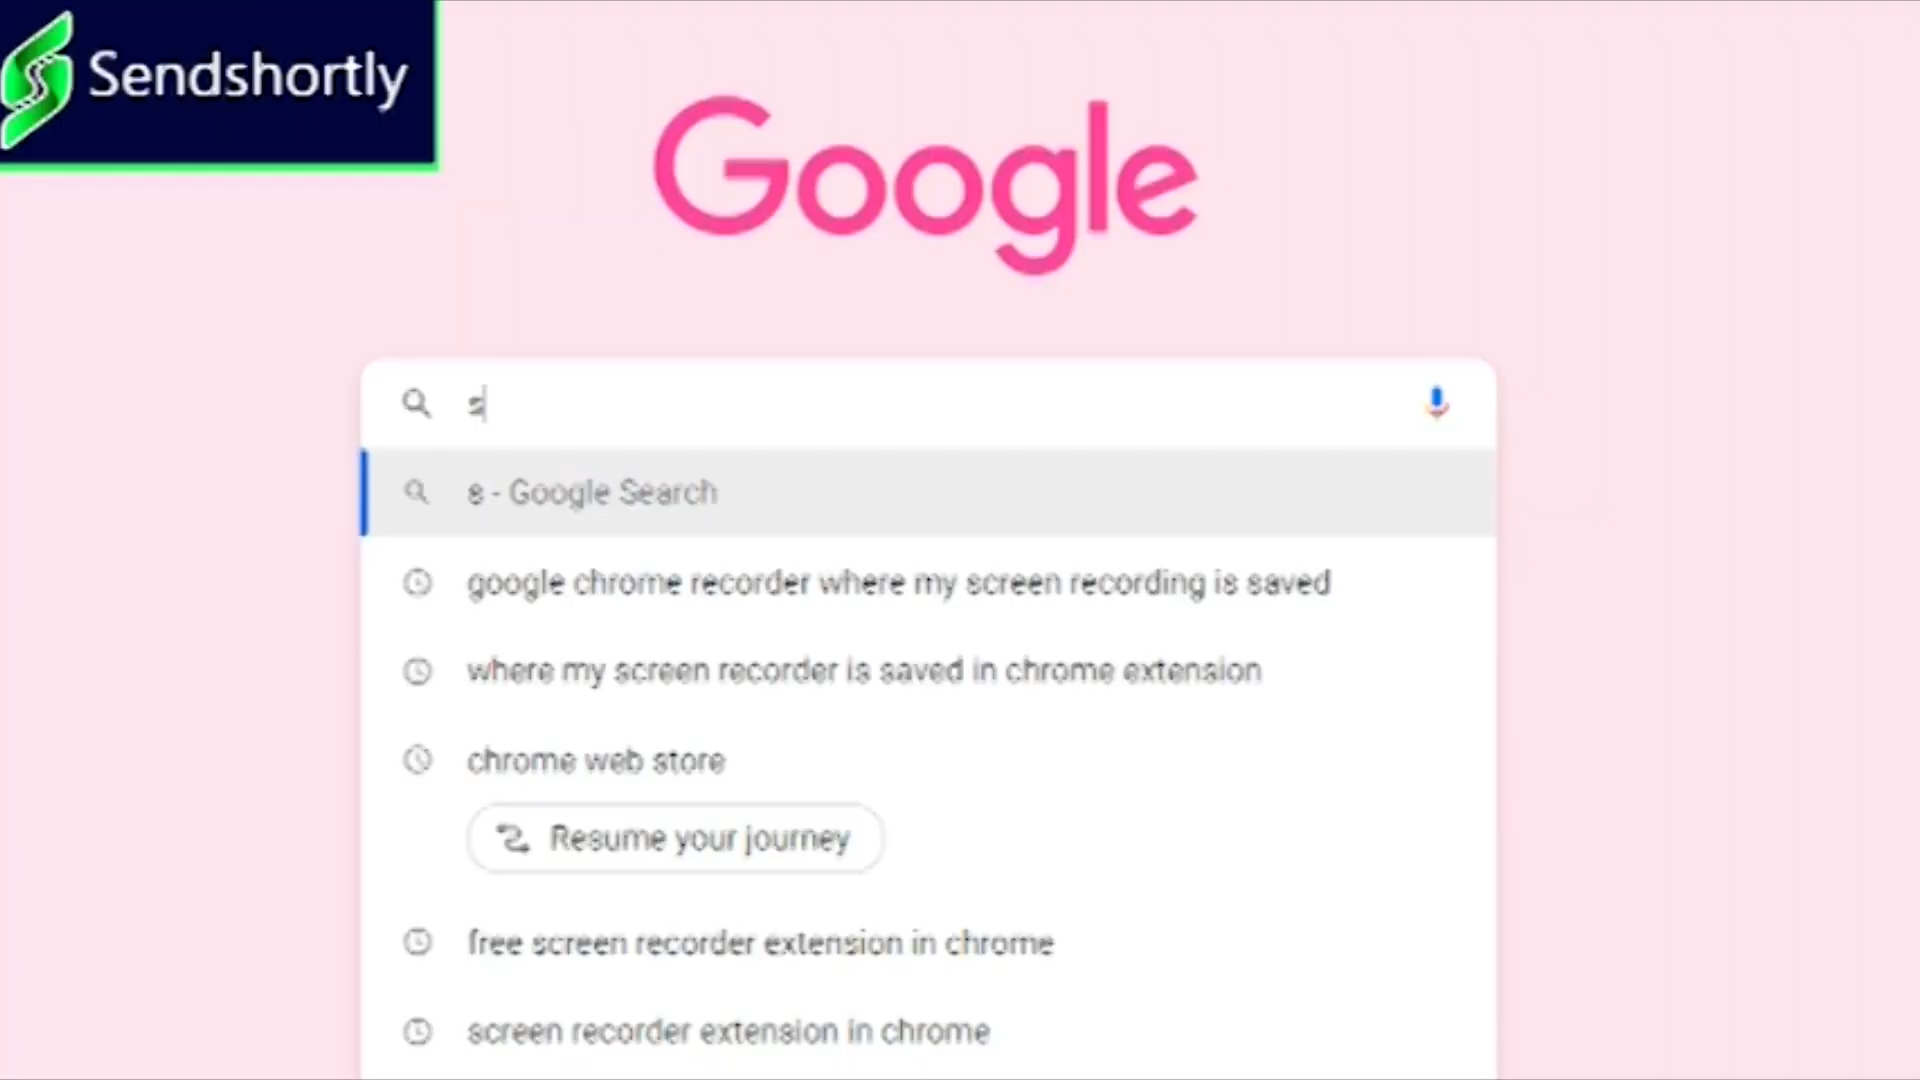 Sendshortly
Google
s
s - Google Search
google chrome recorder where my screen recording is saved
where my screen recorder is saved in chrome extension
chrome web store
Resume your journey
free screen recorder extension in chrome
screen recorder extension in chrome